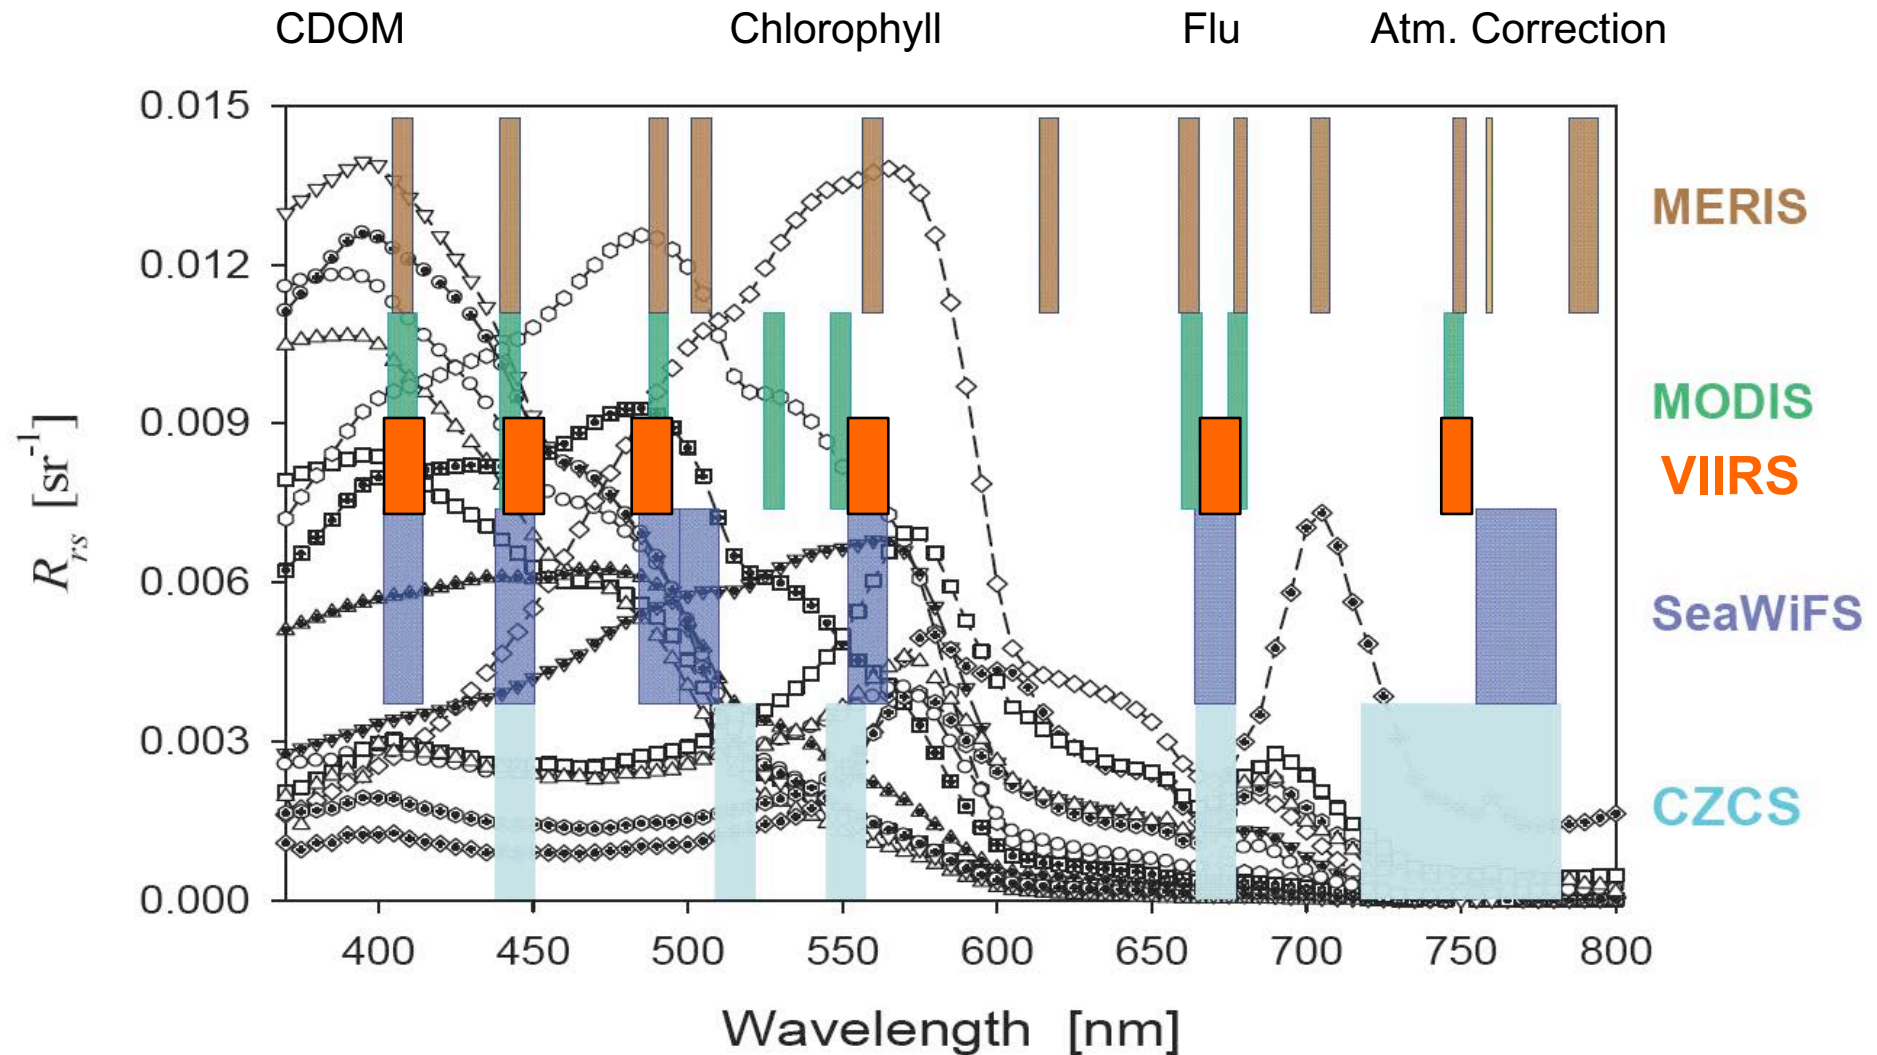 CDOM Chlorophyll Flu Atm. Correction
0.015
MERIS
0.012
MODIS
0.009
VIIRS
R_rs [sr^-1]
0.006
SeaWiFS
0.003
CZCS
0.000
400 450 500 550 600 650 700 750 800
Wavelength [nm]